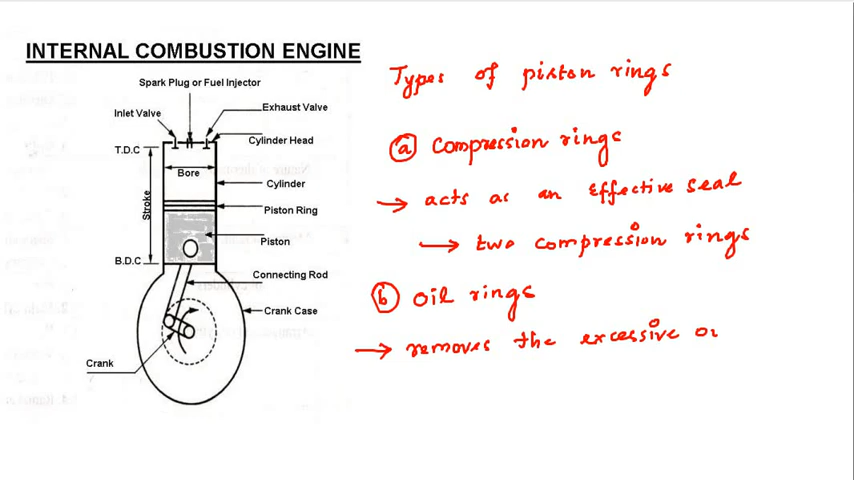 INTERNAL COMBUSTION ENGINE
Spark Plug or Fuel Injector
Inlet Valve
Exhaust Valve
T.D.C
Cylinder Head
Bore
Cylinder
Stroke
Piston Ring
Piston
B.D.C
Connecting Rod
Crank Case
Crank
Types of piston rings
(a) compression rings
→ acts as an effective seal
→ two compression rings
(b) oil rings
→ removes the excessive